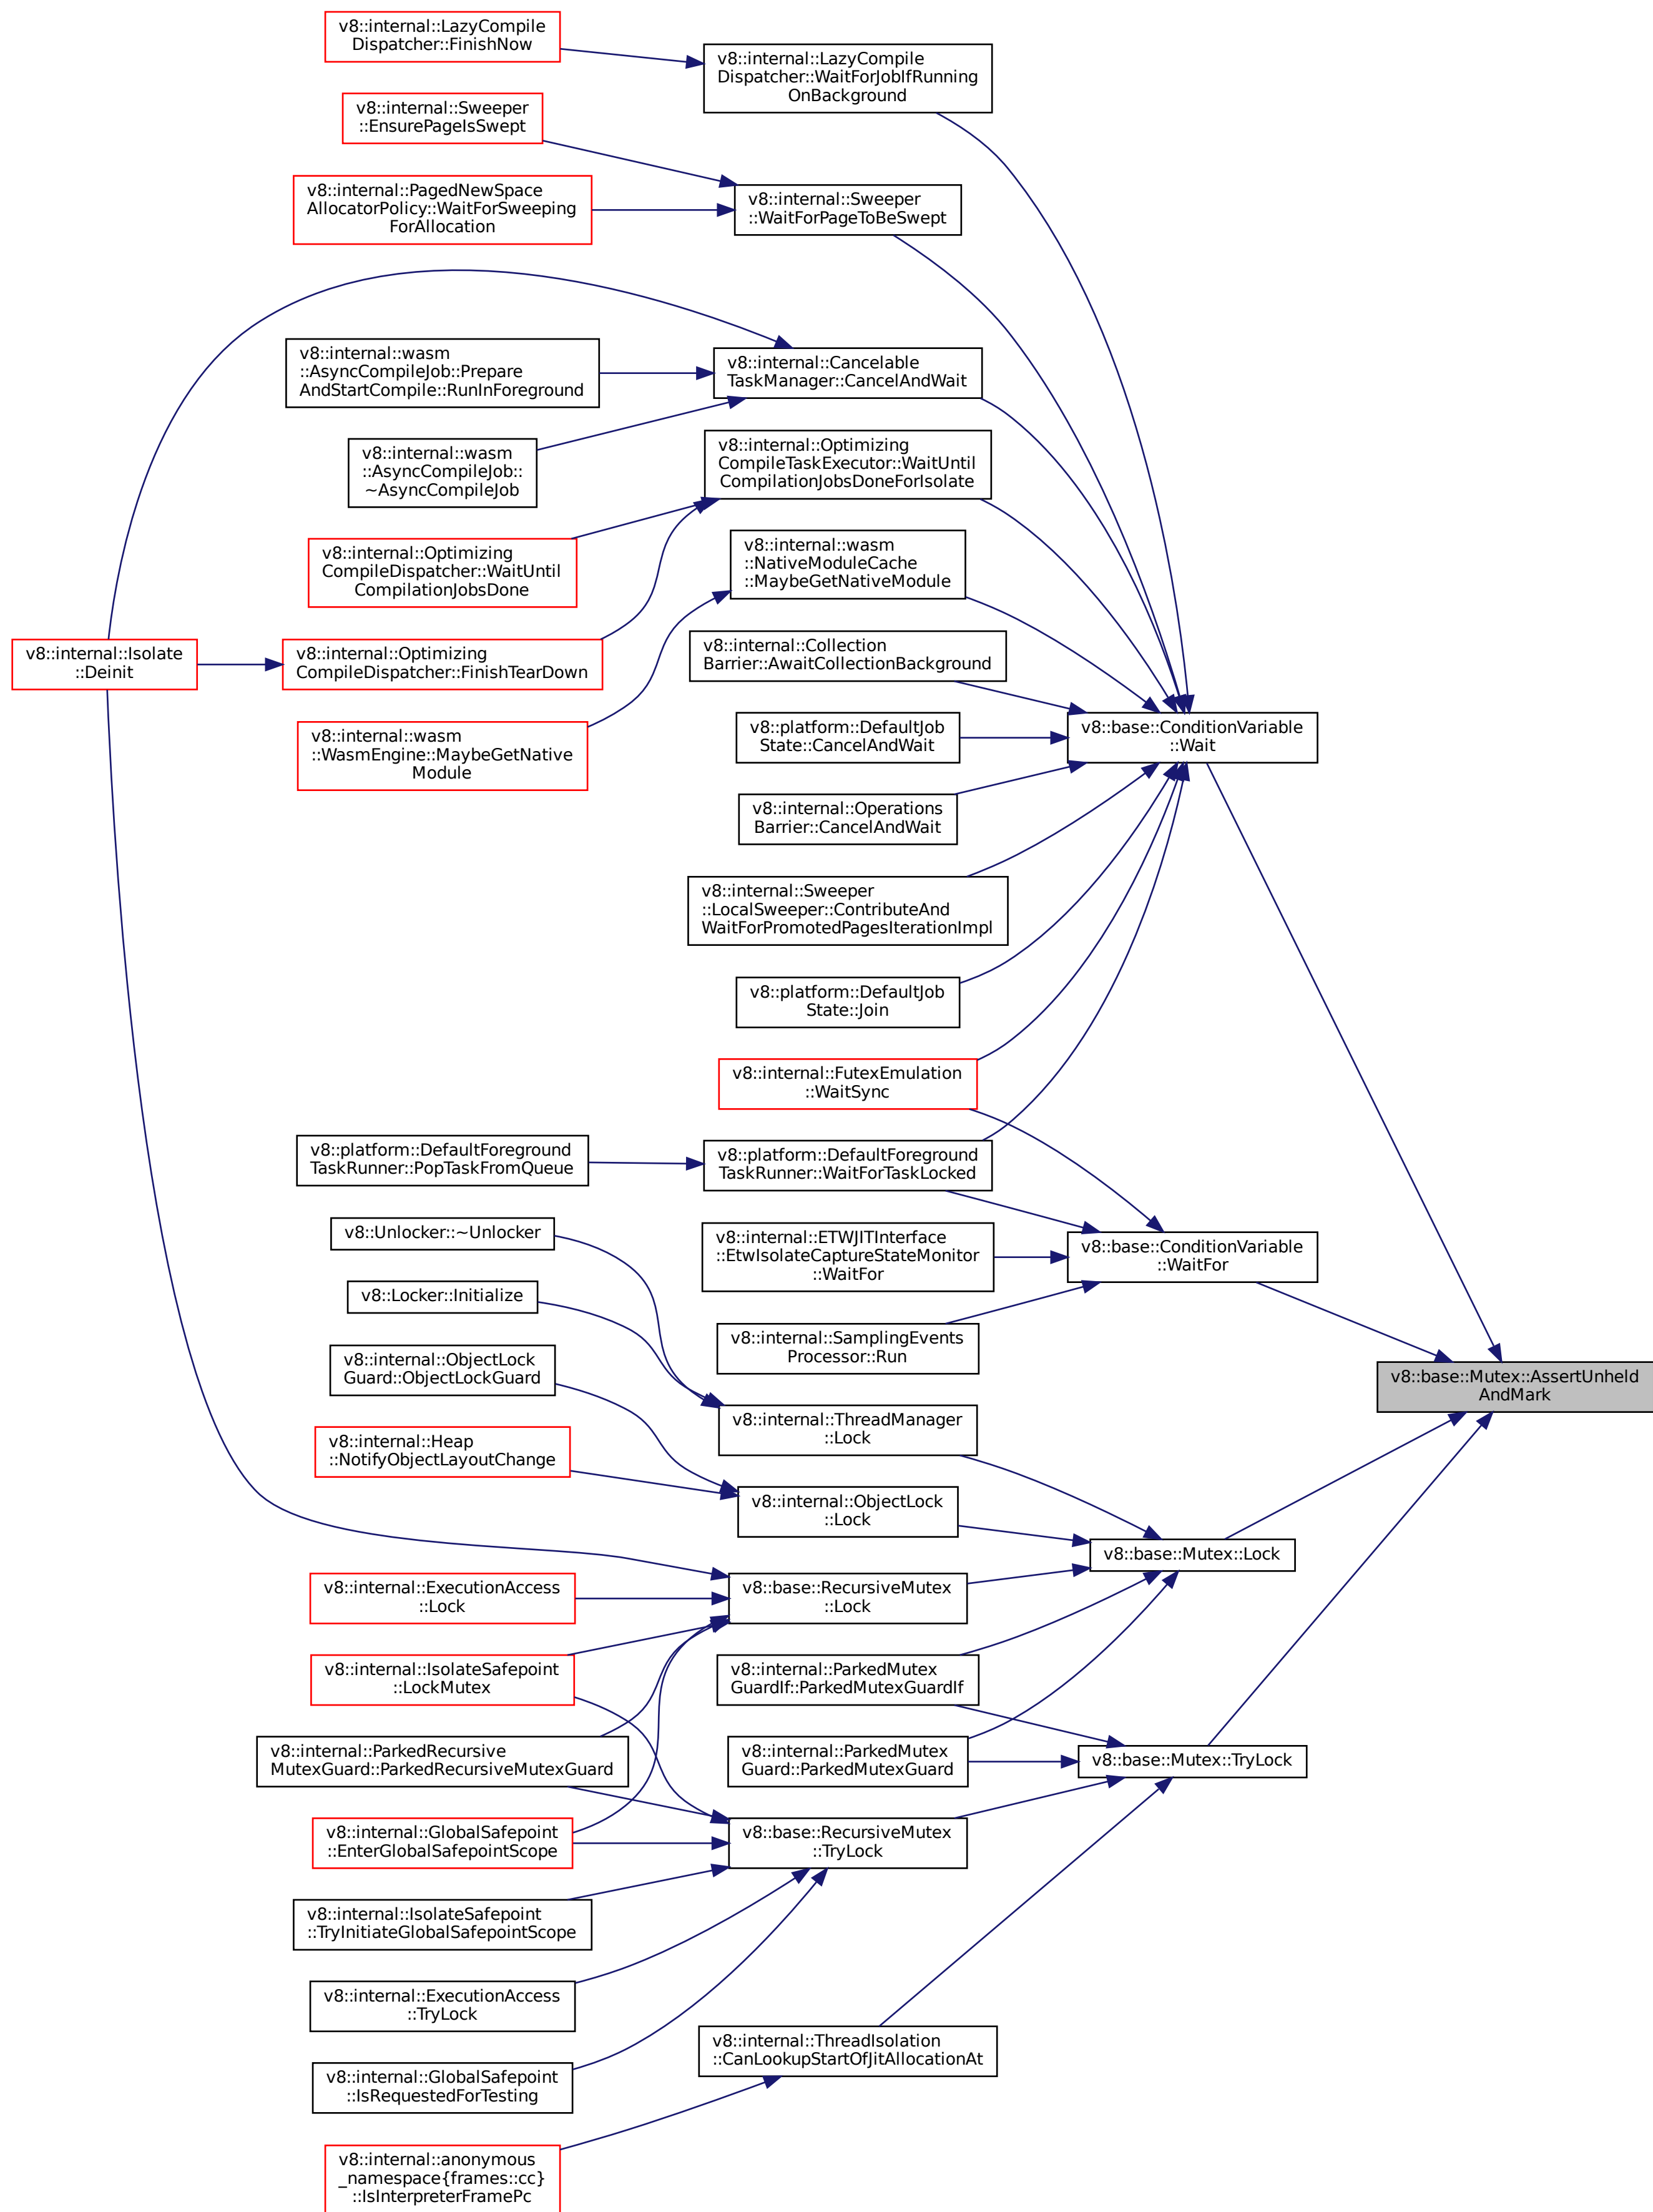 v8::internal::LazyCompile
Dispatcher::FinishNow
v8::internal::LazyCompile
Dispatcher::WaitForJobIfRunning
OnBackground
v8::internal::Sweeper
::EnsurePageIsSwept
v8::internal::PagedNewSpace
AllocatorPolicy::WaitForSweeping
ForAllocation
v8::internal::Sweeper
::WaitForPageToBeSwept
v8::internal::wasm
::AsyncCompileJob::Prepare
AndStartCompile::RunInForeground
v8::internal::Cancelable
TaskManager::CancelAndWait
v8::internal::wasm
::AsyncCompileJob::
~AsyncCompileJob
v8::internal::Optimizing
CompileTaskExecutor::WaitUntil
CompilationJobsDoneForIsolate
v8::internal::Optimizing
CompileDispatcher::WaitUntil
CompilationJobsDone
v8::internal::wasm
::NativeModuleCache
::MaybeGetNativeModule
v8::internal::Isolate
::Deinit
v8::internal::Optimizing
CompileDispatcher::FinishTearDown
v8::internal::Collection
Barrier::AwaitCollectionBackground
v8::internal::wasm
::WasmEngine::MaybeGetNative
Module
v8::platform::DefaultJob
State::CancelAndWait
v8::base::ConditionVariable
::Wait
v8::internal::Operations
Barrier::CancelAndWait
v8::internal::Sweeper
::LocalSweeper::ContributeAnd
WaitForPromotedPagesIterationImpl
v8::platform::DefaultJob
State::Join
v8::internal::FutexEmulation
::WaitSync
v8::platform::DefaultForeground
TaskRunner::PopTaskFromQueue
v8::platform::DefaultForeground
TaskRunner::WaitForTaskLocked
v8::Unlocker::~Unlocker
v8::internal::ETWJITInterface
::EtwIsolateCaptureStateMonitor
::WaitFor
v8::base::ConditionVariable
::WaitFor
v8::Locker::Initialize
v8::internal::SamplingEvents
Processor::Run
v8::internal::ObjectLock
Guard::ObjectLockGuard
v8::base::Mutex::AssertUnheld
AndMark
v8::internal::ThreadManager
::Lock
v8::internal::Heap
::NotifyObjectLayoutChange
v8::internal::ObjectLock
::Lock
v8::base::Mutex::Lock
v8::internal::ExecutionAccess
::Lock
v8::base::RecursiveMutex
::Lock
v8::internal::IsolateSafepoint
::LockMutex
v8::internal::ParkedMutex
GuardIf::ParkedMutexGuardIf
v8::internal::ParkedRecursive
MutexGuard::ParkedRecursiveMutexGuard
v8::internal::ParkedMutex
Guard::ParkedMutexGuard
v8::base::Mutex::TryLock
v8::internal::GlobalSafepoint
::EnterGlobalSafepointScope
v8::base::RecursiveMutex
::TryLock
v8::internal::IsolateSafepoint
::TryInitiateGlobalSafepointScope
v8::internal::ExecutionAccess
::TryLock
v8::internal::ThreadIsolation
::CanLookupStartOfJitAllocationAt
v8::internal::GlobalSafepoint
::IsRequestedForTesting
v8::internal::anonymous
_namespace{frames::cc}
::IsInterpreterFramePc